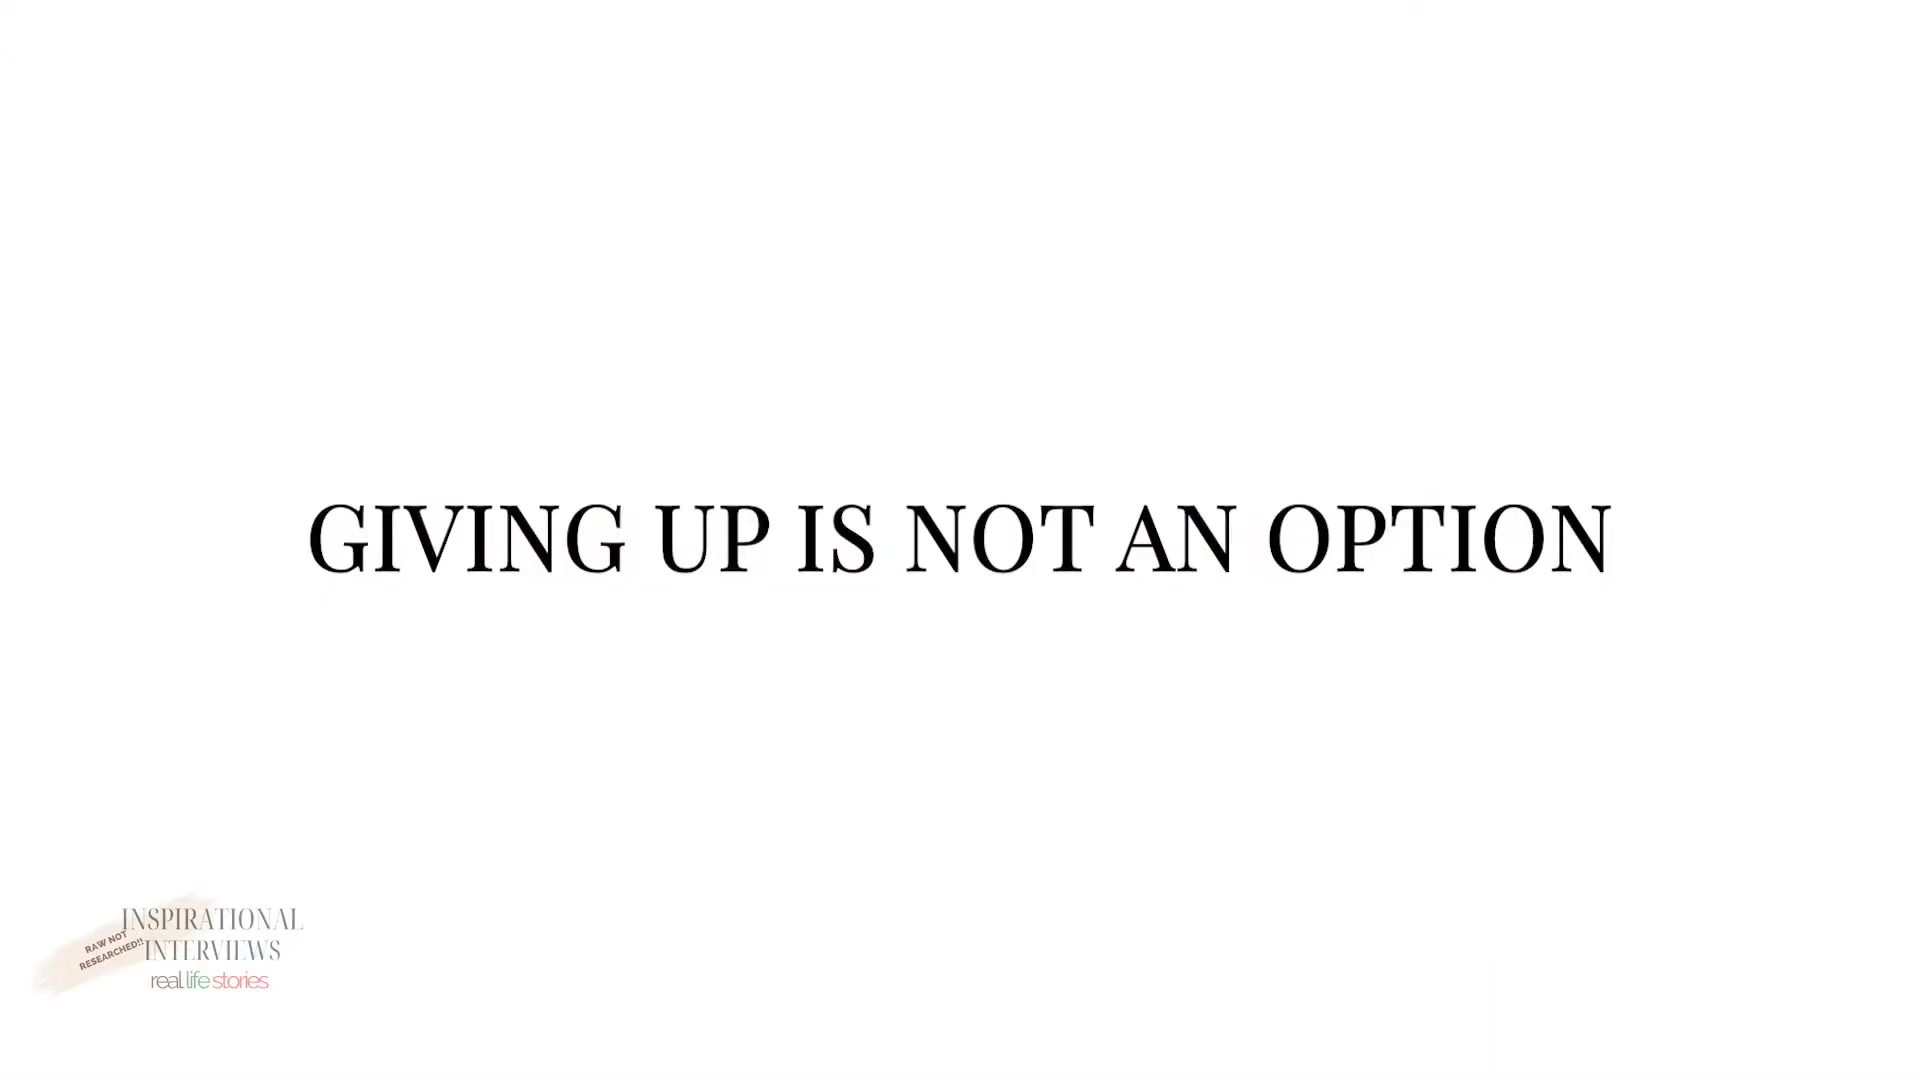 GIVING UP IS NOT AN OPTION
INSPIRATIONAL
INTERVIEWS
RAW NOT
RESEARCHED!!
real life stories